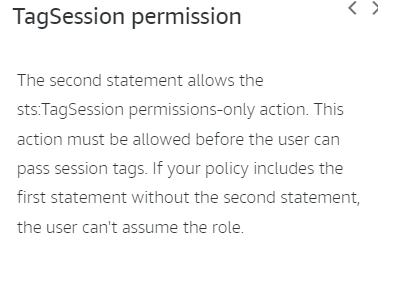 TagSession permission
The second statement allows the
sts:TagSession permissions-only action. This
action must be allowed before the user can
pass session tags. If your policy includes the
first statement without the second statement,
the user can't assume the role.